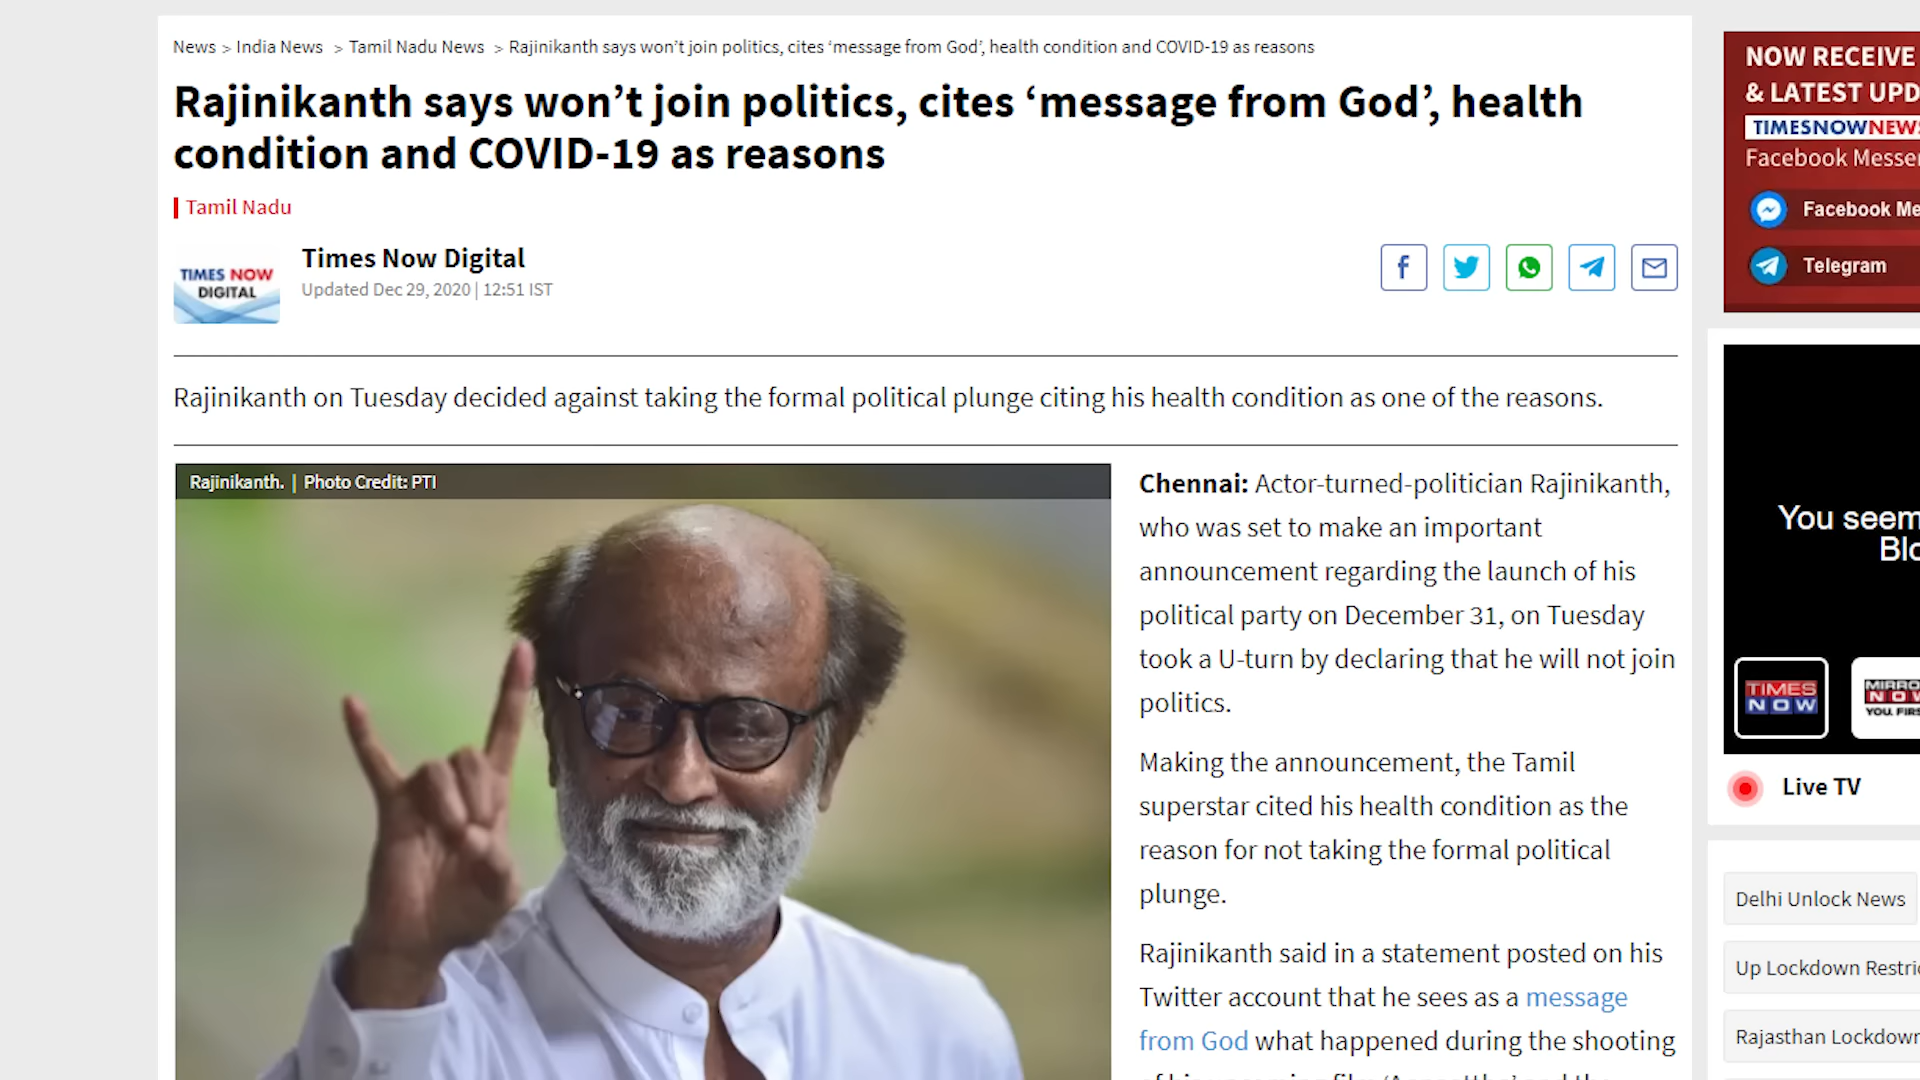 News > India News > Tamil Nadu News > Rajinikanth says won’t join politics, cites ‘message from God’, health condition and COVID-19 as reasons
Rajinikanth says won’t join politics, cites ‘message from God’, health
condition and COVID-19 as reasons
Tamil Nadu
TIMES NOW
DIGITAL
Times Now Digital
Updated Dec 29, 2020 | 12:51 IST
Rajinikanth on Tuesday decided against taking the formal political plunge citing his health condition as one of the reasons.
Rajinikanth. | Photo Credit: PTI
Chennai: Actor-turned-politician Rajinikanth,
who was set to make an important
announcement regarding the launch of his
political party on December 31, on Tuesday
took a U-turn by declaring that he will not join
politics.
Making the announcement, the Tamil
superstar cited his health condition as the
reason for not taking the formal political
plunge.
Rajinikanth said in a statement posted on his
Twitter account that he sees as a message
from God what happened during the shooting
NOW RECEIVE
& LATEST UPD
TIMESNOWNEWS
Facebook Messe
Facebook Me
Telegram
You seem
Blo
TIMES
NOW
MIRRO
NOW
YOU. FIRS
Live TV
Delhi Unlock News
Up Lockdown Restric
Rajasthan Lockdown